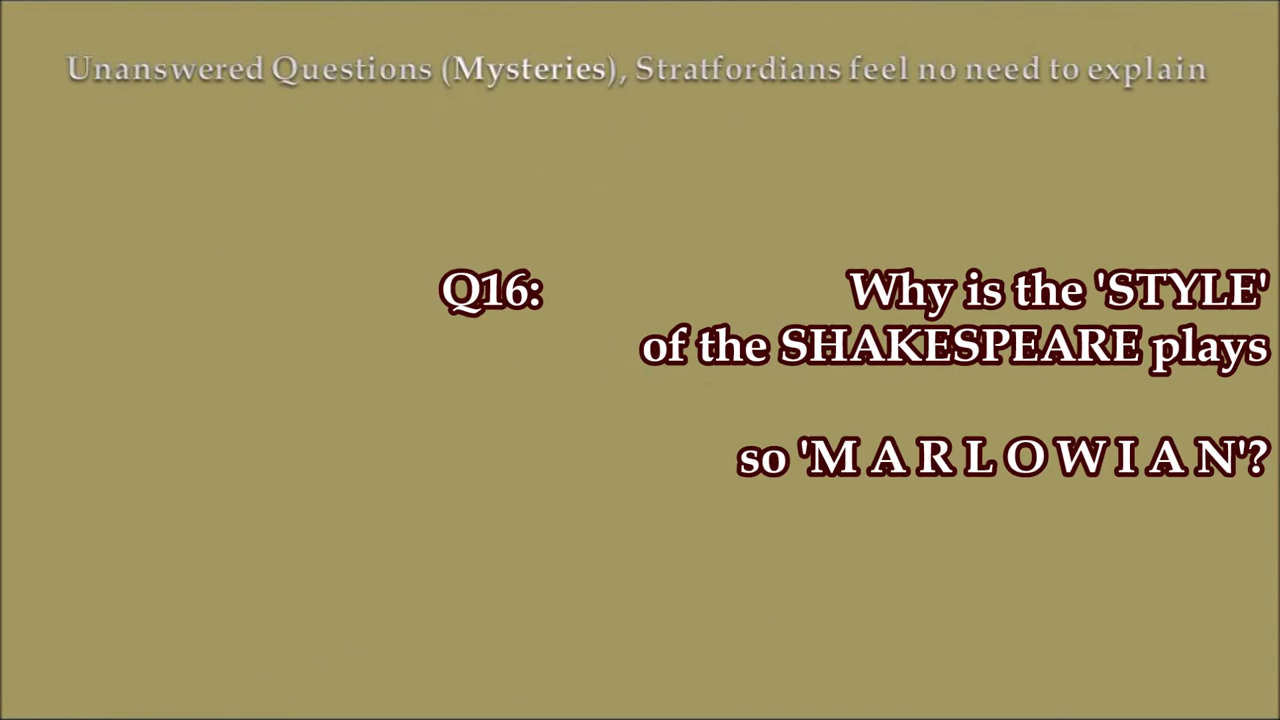 Unanswered Questions (Mysteries), Stratfordians feel no need to explain
Q16: Why is the 'STYLE'
of the SHAKESPEARE plays
so 'M A R L O W I A N'?